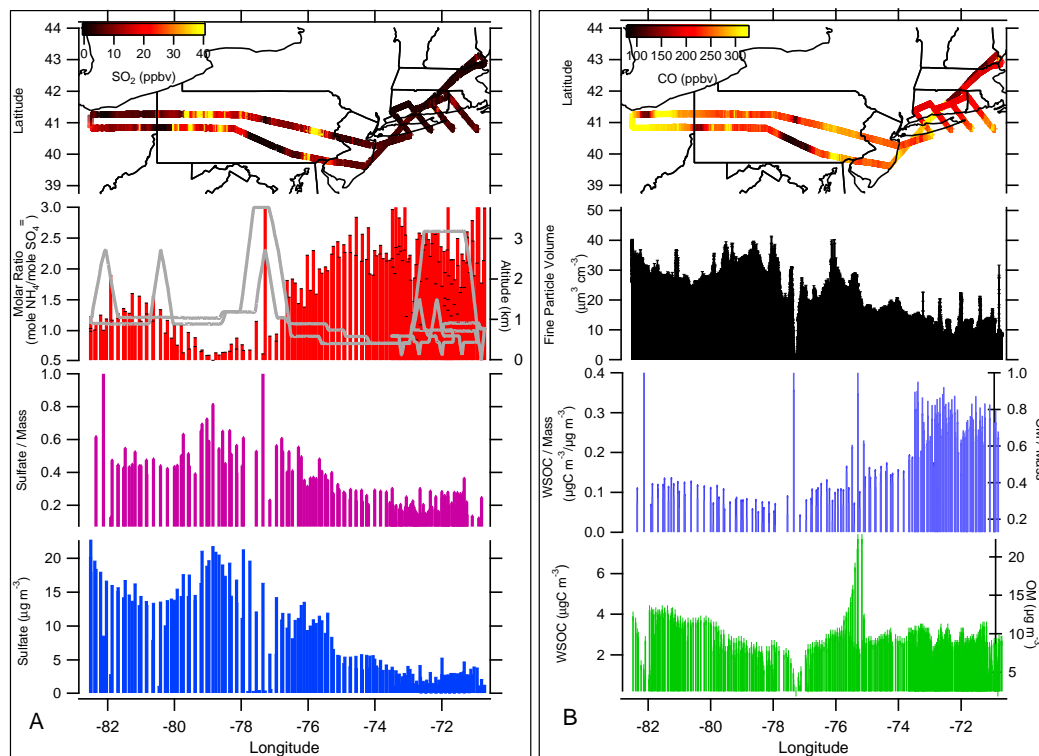 44
43
42
41
40
39
Latitude
0 10 20 30 40
SO2 (ppbv)
3.0
2.5
2.0
1.5
1.0
0.5
Molar Ratio
(mole NH4/mole SO4=)
3
2
1
0
Altitude (km)
1.0
0.8
0.6
0.4
0.2
Sulfate / Mass
20
15
10
5
0
Sulfate (µg m-3)
-82 -80 -78 -76 -74 -72
Longitude
A
44
43
42
41
40
39
Latitude
100 150 200 250 300
CO (ppbv)
50
40
30
20
10
0
Fine Particle Volume
(µm3 cm-3)
0.4
0.3
0.2
0.1
0.0
WSOC / Mass
(µgC m-3/µg m-3)
1.0
0.8
0.6
0.4
0.2
6
4
2
WSOC (µgC m-3)
20
15
10
5
OM (µg m-3)
-82 -80 -78 -76 -74 -72
Longitude
B